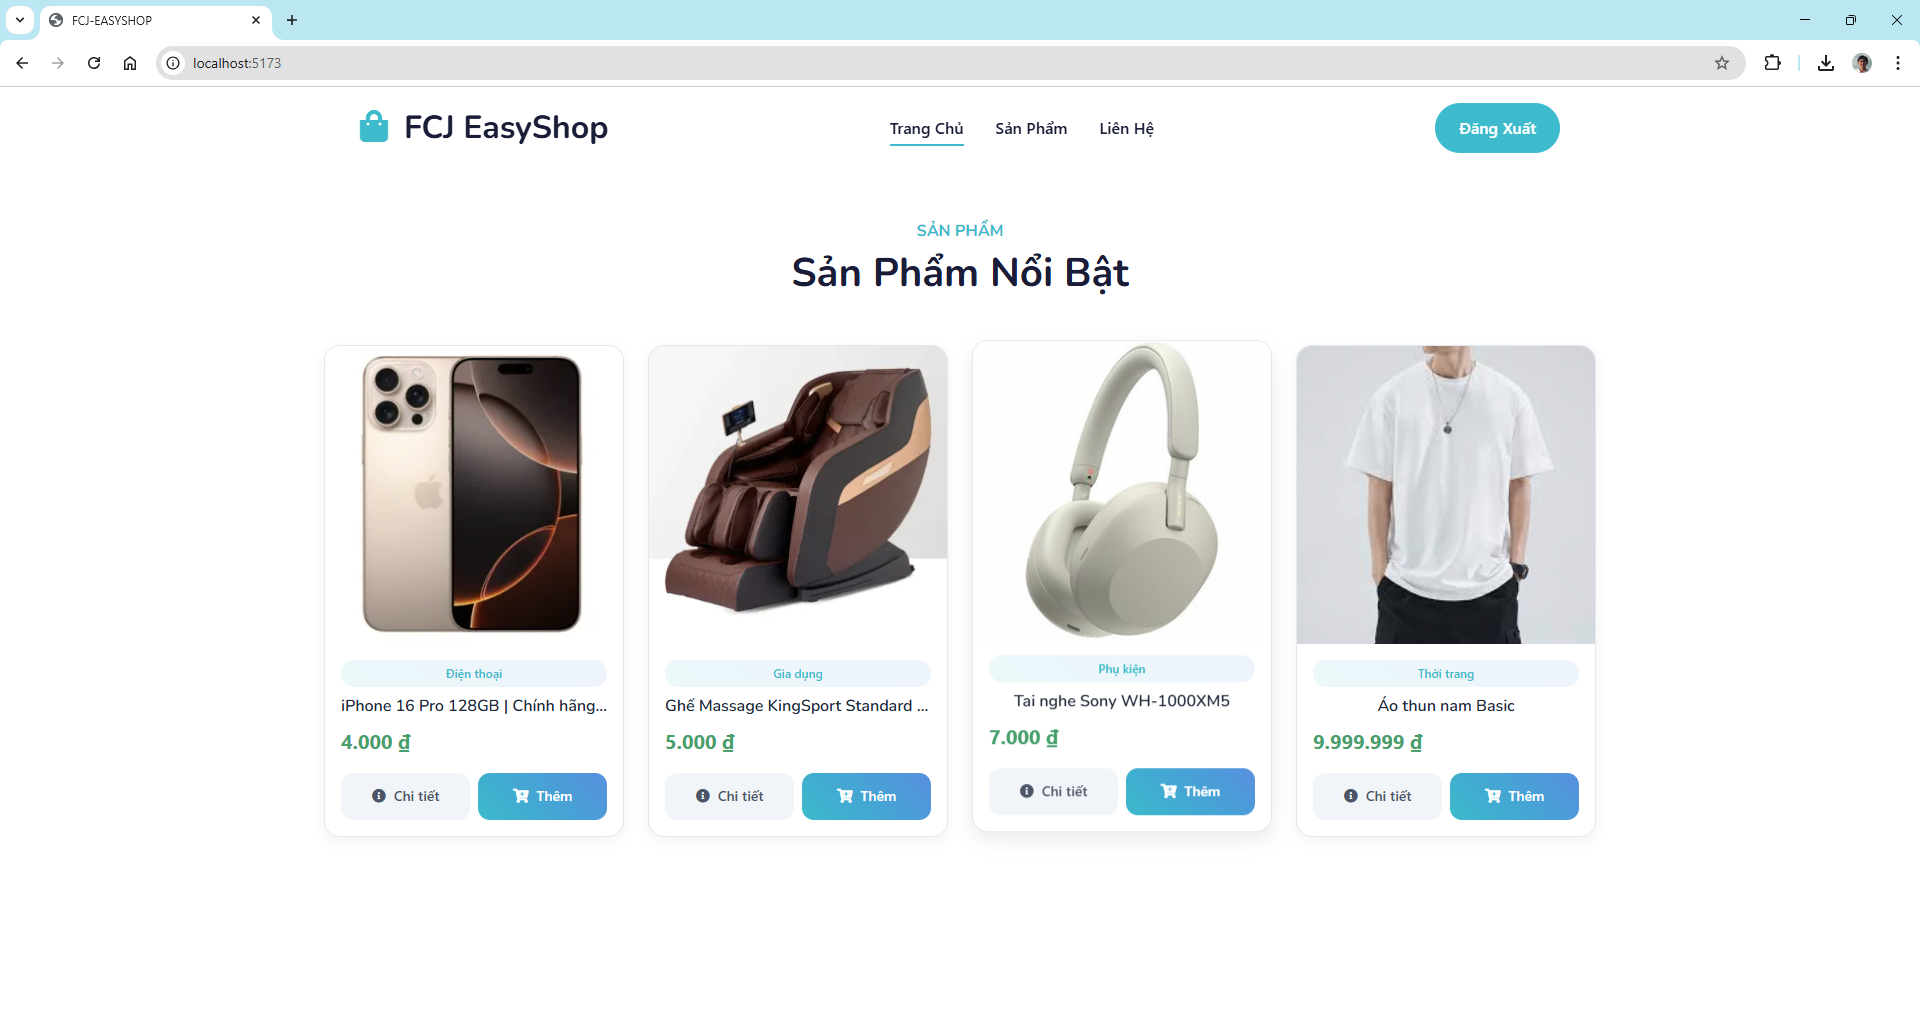 FCJ-EASYSHOP
localhost:5173
FCJ EasyShop
Trang Chủ
Sản Phẩm
Liên Hệ
Đăng Xuất
SẢN PHẨM
Sản Phẩm Nổi Bật
Điện thoại
iPhone 16 Pro 128GB | Chính hãng...
4.000 ₫
Chi tiết
Thêm
Gia dụng
Ghế Massage KingSport Standard ...
5.000 ₫
Chi tiết
Thêm
SONY
Phụ kiện
Tai nghe Sony WH-1000XM5
7.000 ₫
Chi tiết
Thêm
Thời trang
Áo thun nam Basic
9.999.999 ₫
Chi tiết
Thêm